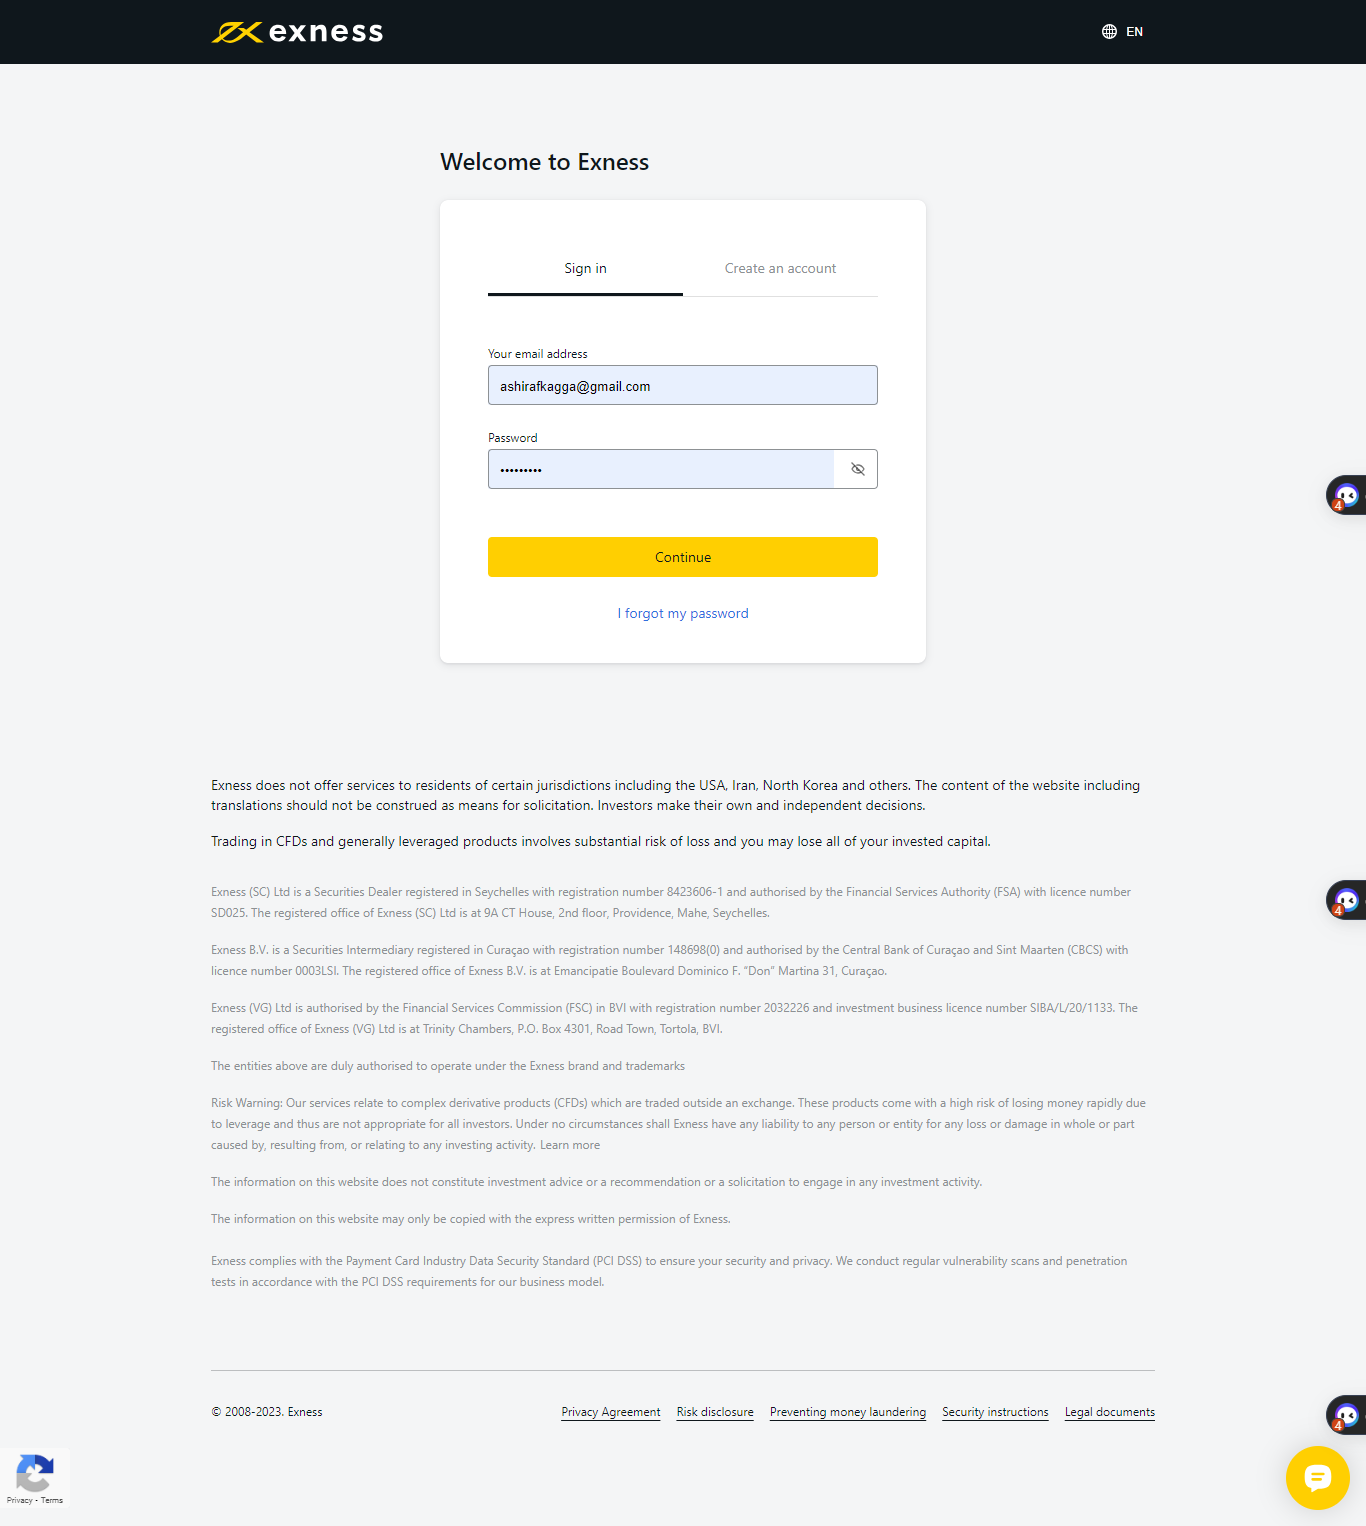 exness
EN
Welcome to Exness
Sign in
Create an account
Your email address
ashirafkagga@gmail.com
Password
•••••••••
Continue
I forgot my password
4
Exness does not offer services to residents of certain jurisdictions including the USA, Iran, North Korea and others. The content of the website including
translations should not be construed as means for solicitation. Investors make their own and independent decisions.
Trading in CFDs and generally leveraged products involves substantial risk of loss and you may lose all of your invested capital.
Exness (SC) Ltd is a Securities Dealer registered in Seychelles with registration number 8423606-1 and authorised by the Financial Services Authority (FSA) with licence number
SD025. The registered office of Exness (SC) Ltd is at 9A CT House, 2nd floor, Providence, Mahe, Seychelles.
4
Exness B.V. is a Securities Intermediary registered in Curaçao with registration number 148698(0) and authorised by the Central Bank of Curaçao and Sint Maarten (CBCS) with
licence number 0003LSI. The registered office of Exness B.V. is at Emancipatie Boulevard Dominico F. “Don” Martina 31, Curaçao.
Exness (VG) Ltd is authorised by the Financial Services Commission (FSC) in BVI with registration number 2032226 and investment business licence number SIBA/L/20/1133. The
registered office of Exness (VG) Ltd is at Trinity Chambers, P.O. Box 4301, Road Town, Tortola, BVI.
The entities above are duly authorised to operate under the Exness brand and trademarks
Risk Warning: Our services relate to complex derivative products (CFDs) which are traded outside an exchange. These products come with a high risk of losing money rapidly due
to leverage and thus are not appropriate for all investors. Under no circumstances shall Exness have any liability to any person or entity for any loss or damage in whole or part
caused by, resulting from, or relating to any investing activity. Learn more
The information on this website does not constitute investment advice or a recommendation or a solicitation to engage in any investment activity.
The information on this website may only be copied with the express written permission of Exness.
Exness complies with the Payment Card Industry Data Security Standard (PCI DSS) to ensure your security and privacy. We conduct regular vulnerability scans and penetration
tests in accordance with the PCI DSS requirements for our business model.
© 2008-2023. Exness
Privacy Agreement
Risk disclosure
Preventing money laundering
Security instructions
Legal documents
4
Privacy - Terms